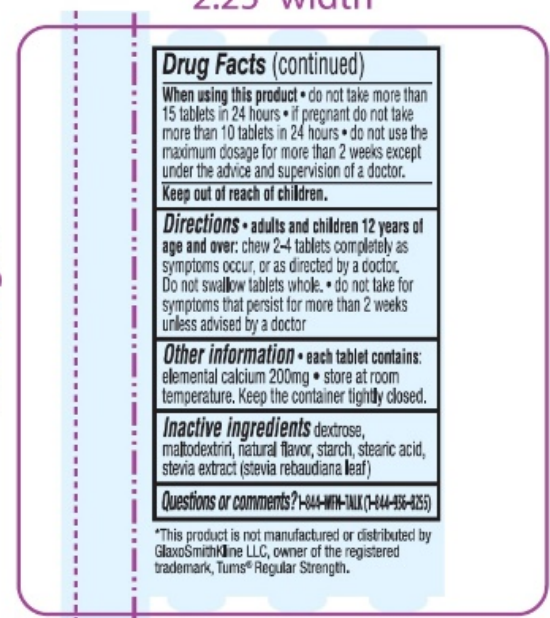 2.25" width
Drug Facts (continued)
When using this product • do not take more than
15 tablets in 24 hours • if pregnant do not take
more than 10 tablets in 24 hours • do not use the
maximum dosage for more than 2 weeks except
under the advice and supervision of a doctor.
Keep out of reach of children.
Directions • adults and children 12 years of
age and over: chew 2-4 tablets completely as
symptoms occur, or as directed by a doctor.
Do not swallow tablets whole. • do not take for
symptoms that persist for more than 2 weeks
unless advised by a doctor
Other information • each tablet contains:
elemental calcium 200mg • store at room
temperature. Keep the container tightly closed.
Inactive ingredients dextrose,
maltodextrin, natural flavor, starch, stearic acid,
stevia extract (stevia rebaudiana leaf)
Questions or comments? 1-844-WFM-TALK (1-844-936-8255)
*This product is not manufactured or distributed by
GlaxoSmithKline LLC, owner of the registered
trademark, Tums® Regular Strength.